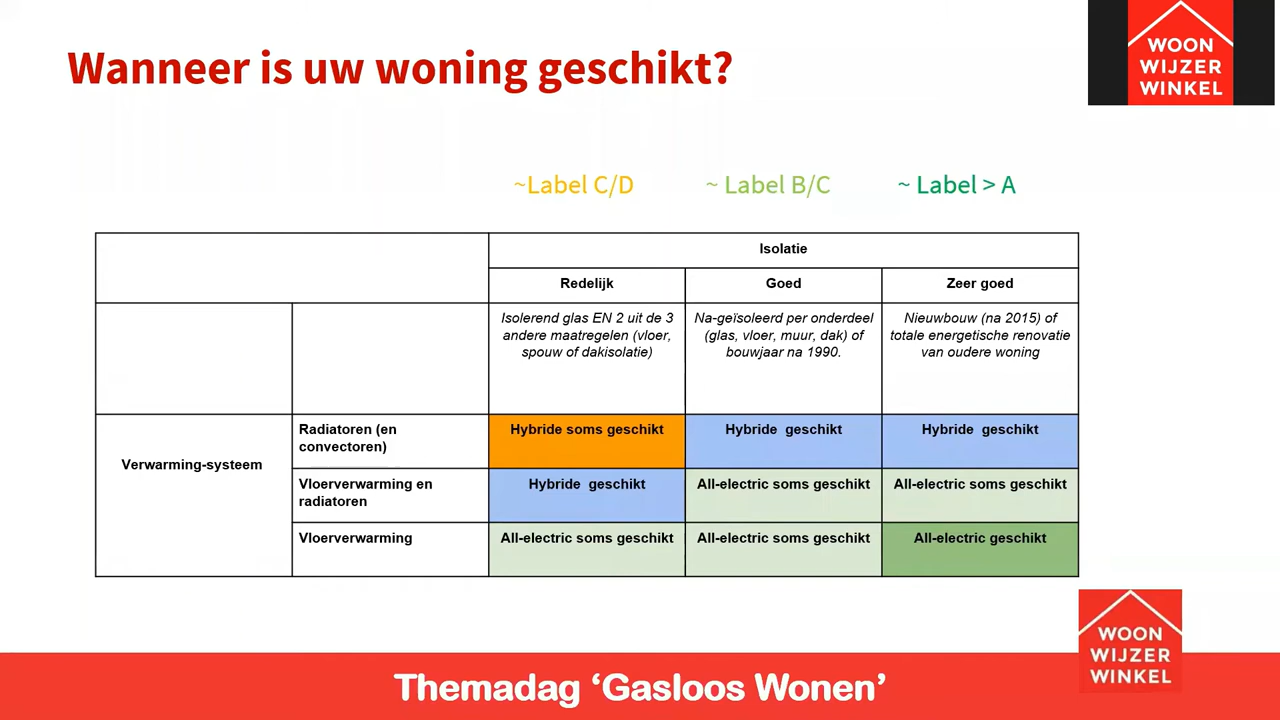 Wanneer is uw woning geschikt?
WOON
WIJZER
WINKEL
~Label C/D
~ Label B/C
~ Label > A
Isolatie
Redelijk
Goed
Zeer goed
Isolerend glas EN 2 uit de 3
andere maatregelen (vloer,
spouw of dakisolatie)
Na-geïsoleerd per onderdeel
(glas, vloer, muur, dak) of
bouwjaar na 1990.
Nieuwbouw (na 2015) of
totale energetische renovatie
van oudere woning
Verwarming-systeem
Radiatoren (en
convectoren)
Hybride soms geschikt
Hybride  geschikt
Hybride  geschikt
Vloerverwarming en
radiatoren
Hybride  geschikt
All-electric soms geschikt
All-electric soms geschikt
Vloerverwarming
All-electric soms geschikt
All-electric soms geschikt
All-electric geschikt
WOON
WIJZER
WINKEL
Themadag ‘Gasloos Wonen’